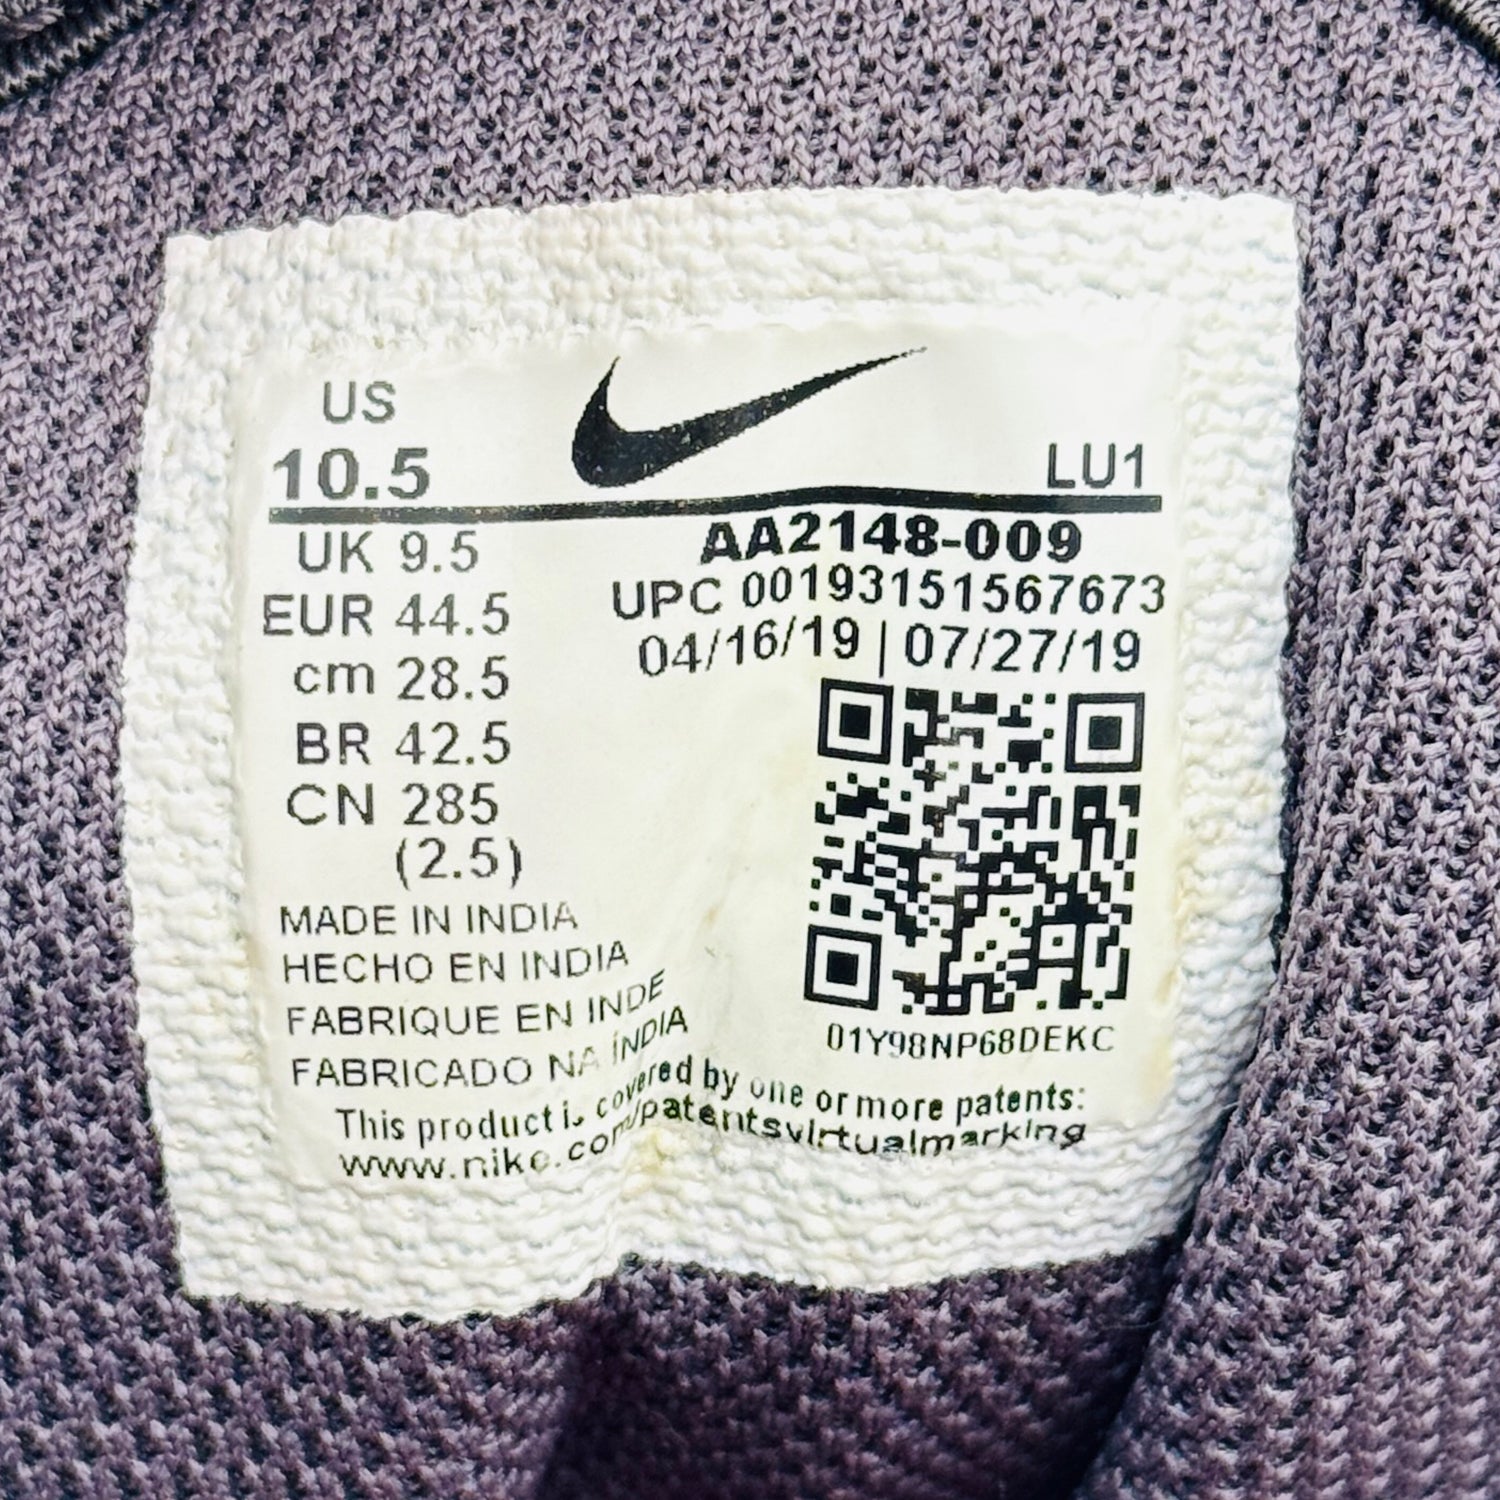 US
10.5
LU1
UK 9.5
EUR 44.5
cm 28.5
BR 42.5
CN 285
(2.5)
AA2148-009
UPC 00193151567673
04/16/19 | 07/27/19
01Y98NP68DEKC
MADE IN INDIA
HECHO EN INDIA
FABRIQUE EN INDE
FABRICADO NA ÍNDIA
This product is covered by one or more patents:
www.nike.com/patentsvirtualmarking